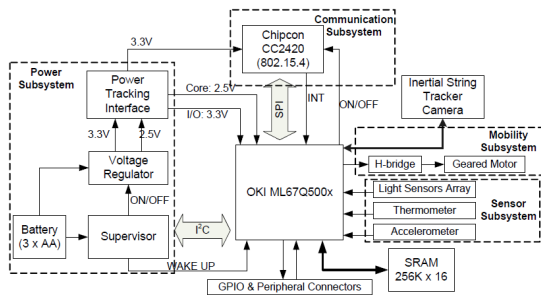 Communication
Subsystem
Chipcon
CC2420
(802.15.4)
3.3V
Power
Subsystem
Power
Tracking
Interface
Core: 2.5V
I/O: 3.3V
SPI
INT
ON/OFF
Inertial String
Tracker
Camera
3.3V
2.5V
Voltage
Regulator
Mobility
Subsystem
H-bridge
Geared Motor
OKI ML67Q500x
Light Sensors Array
Thermometer
Accelerometer
Sensor
Subsystem
ON/OFF
Battery
(3 x AA)
Supervisor
I²C
WAKE UP
SRAM
256K x 16
GPIO & Peripheral Connectors